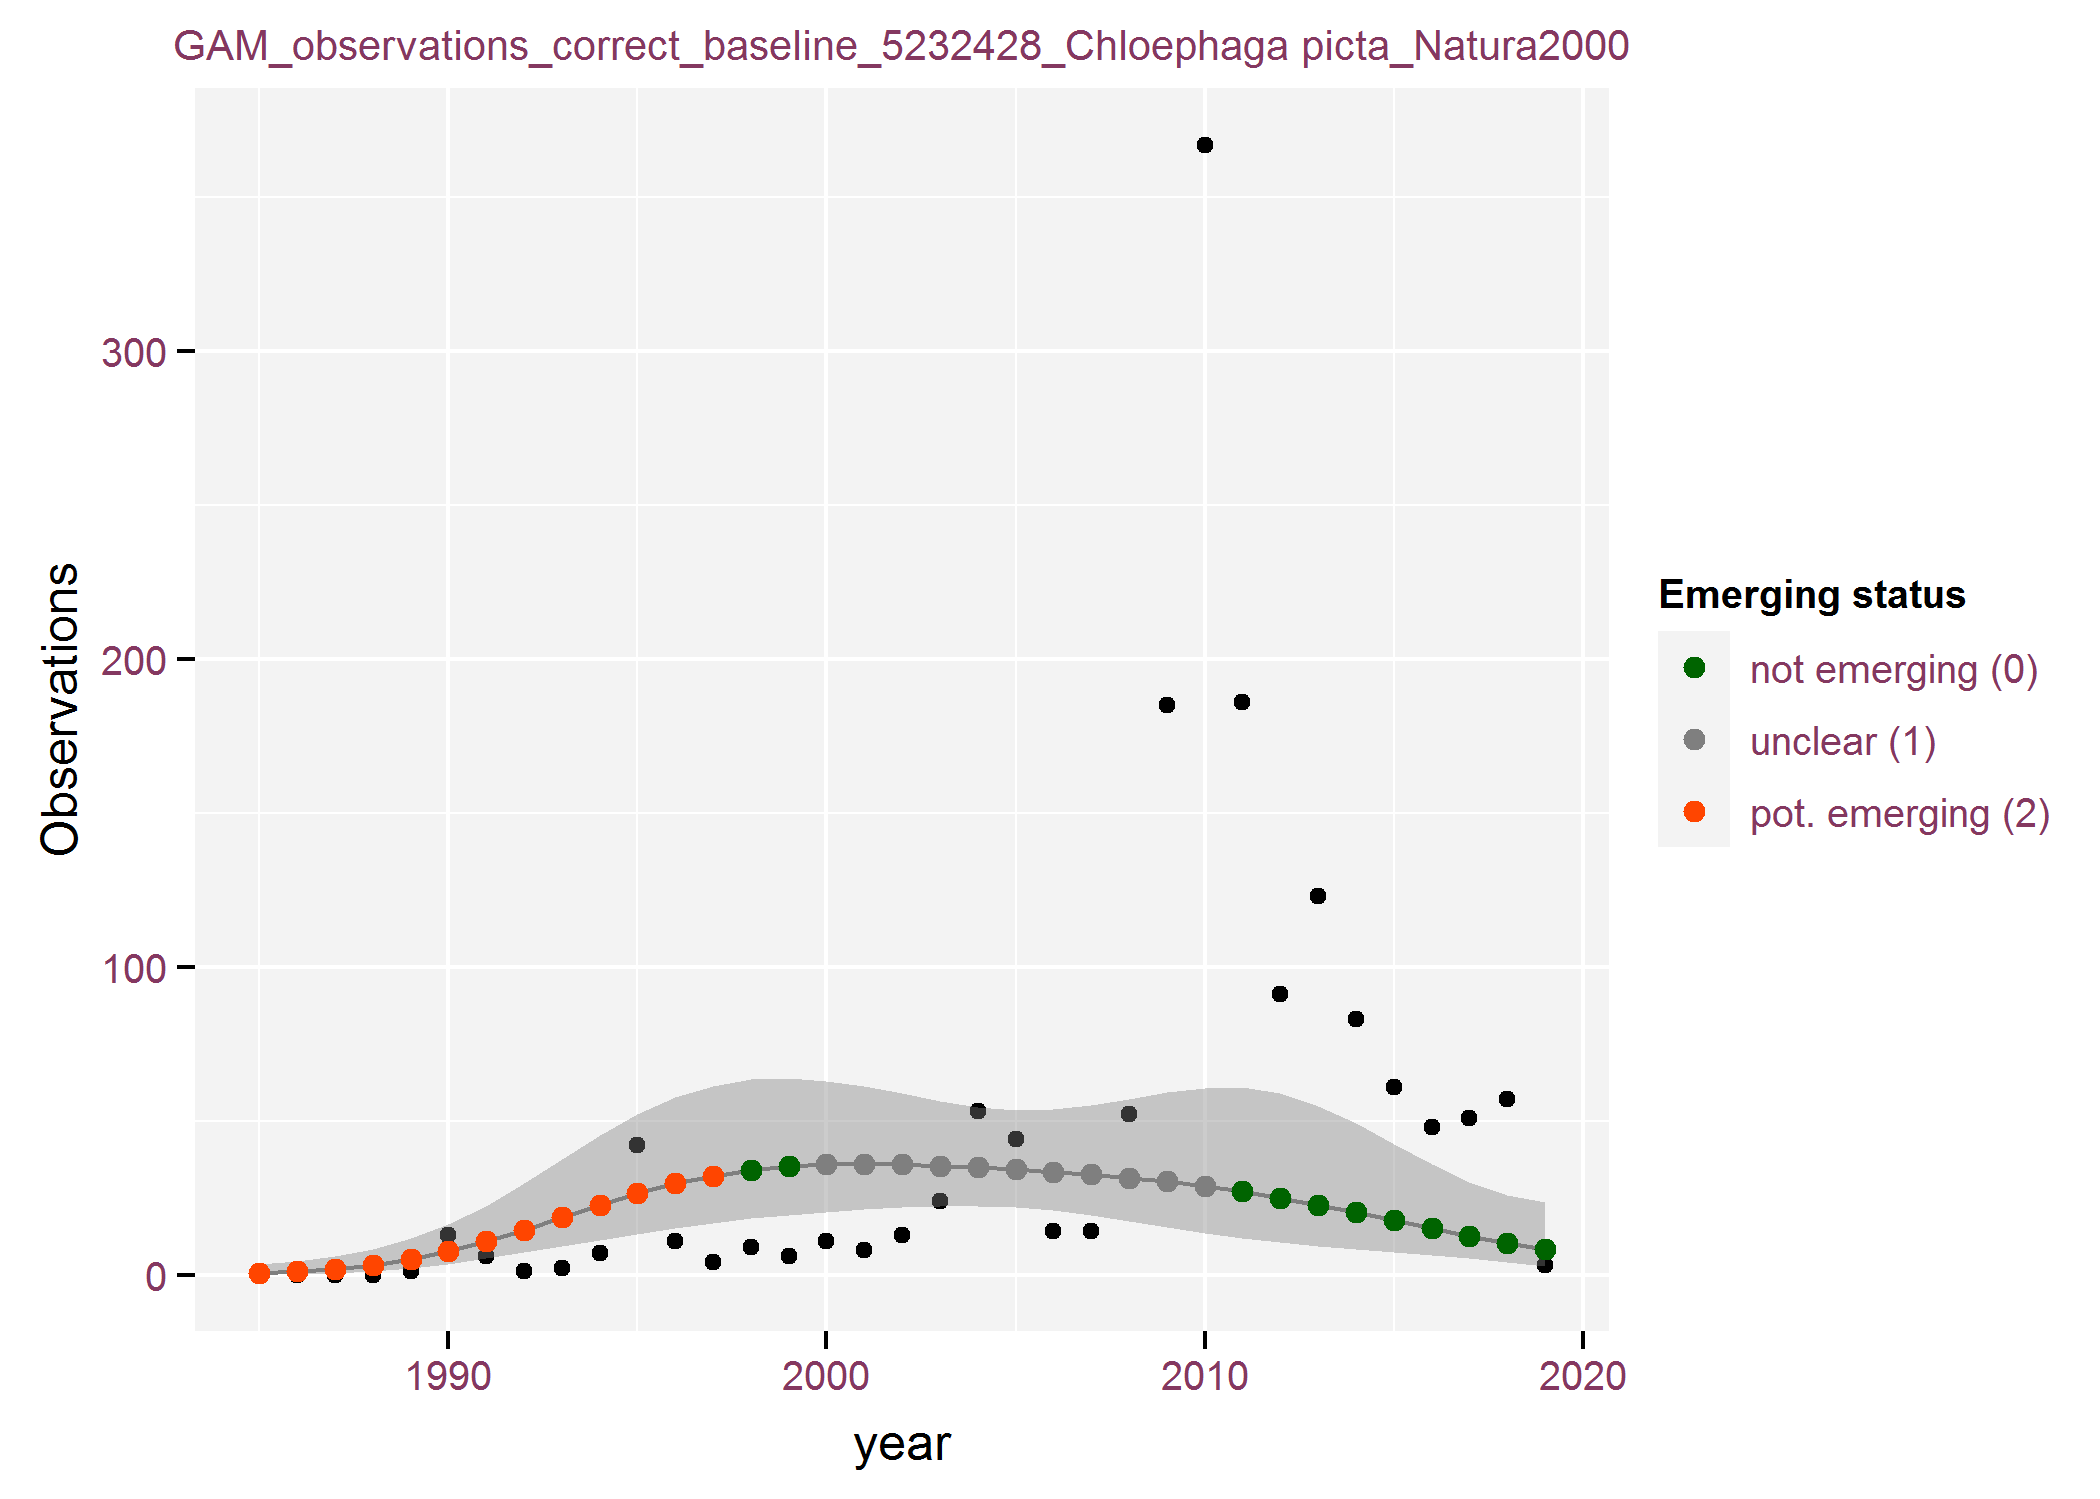 GAM_observations_correct_baseline_5232428_Chloephaga picta_Natura2000
300
200
100
0
Observations
1990 2000 2010 2020
year
Emerging status
not emerging (0)
unclear (1)
pot. emerging (2)